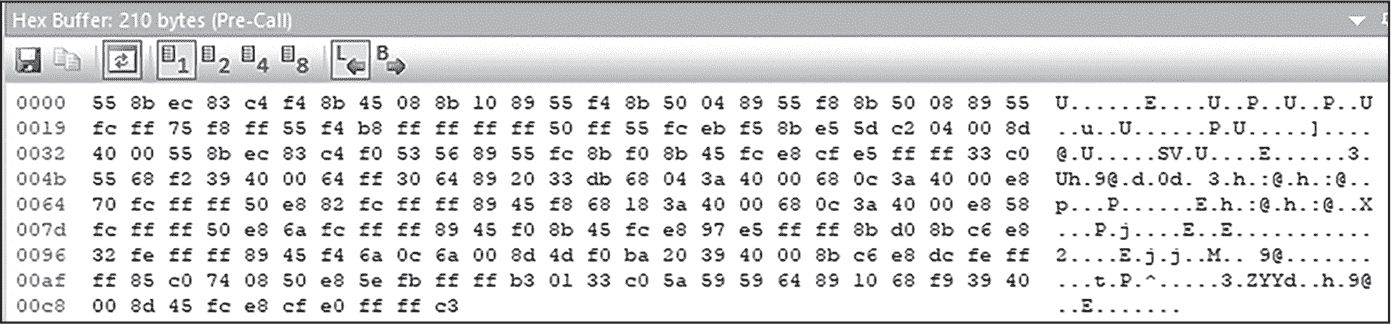 Hex Buffer: 210 bytes (Pre-Call)
1 2 4 8 L B
0000 55 8b ec 83 c4 f4 8b 45 08 8b 10 89 55 f4 8b 50 04 89 55 f8 8b 50 08 89 55 U......E....U..P..U..P..U
0019 fc ff 75 f8 ff 55 f4 b8 ff ff ff ff 50 ff 55 fc eb f5 8b e5 5d c2 04 00 8d ..u..U......P.U.....]....
0032 40 00 55 8b ec 83 c4 f0 53 56 89 55 fc 8b f0 8b 45 fc e8 cf e5 ff ff 33 c0 @.U.....SV.U....E......3.
004b 55 68 f2 39 40 00 64 ff 30 64 89 20 33 db 68 04 3a 40 00 68 0c 3a 40 00 e8 Uh.9@.d.0d. 3.h.:@.h.:@..
0064 70 fc ff ff 50 e8 82 fc ff ff 89 45 f8 68 18 3a 40 00 68 0c 3a 40 00 e8 58 p...P......E.h.:@.h.:@..X
007d fc ff ff 50 e8 6a fc ff ff 89 45 f0 8b 45 fc e8 97 e5 ff ff 8b d0 8b c6 e8 ...P.j....E..E...........
0096 32 fe ff ff 89 45 f4 6a 0c 6a 00 8d 4d f0 ba 20 39 40 00 8b c6 e8 dc fe ff 2....E.j.j..M.. 9@.......
00af ff 85 c0 74 08 50 e8 5e fb ff ff b3 01 33 c0 5a 59 59 64 89 10 68 f9 39 40 ...t.P.^.....3.ZYYd..h.9@
00c8 00 8d 45 fc e8 cf e0 ff ff c3 ..E.......